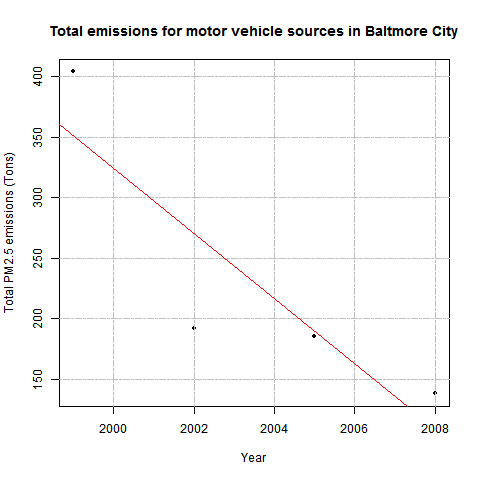 Total emissions for motor vehicle sources in Baltmore City
Total PM2.5 emissions (Tons)
400
350
300
250
200
150
2000 2002 2004 2006 2008
Year